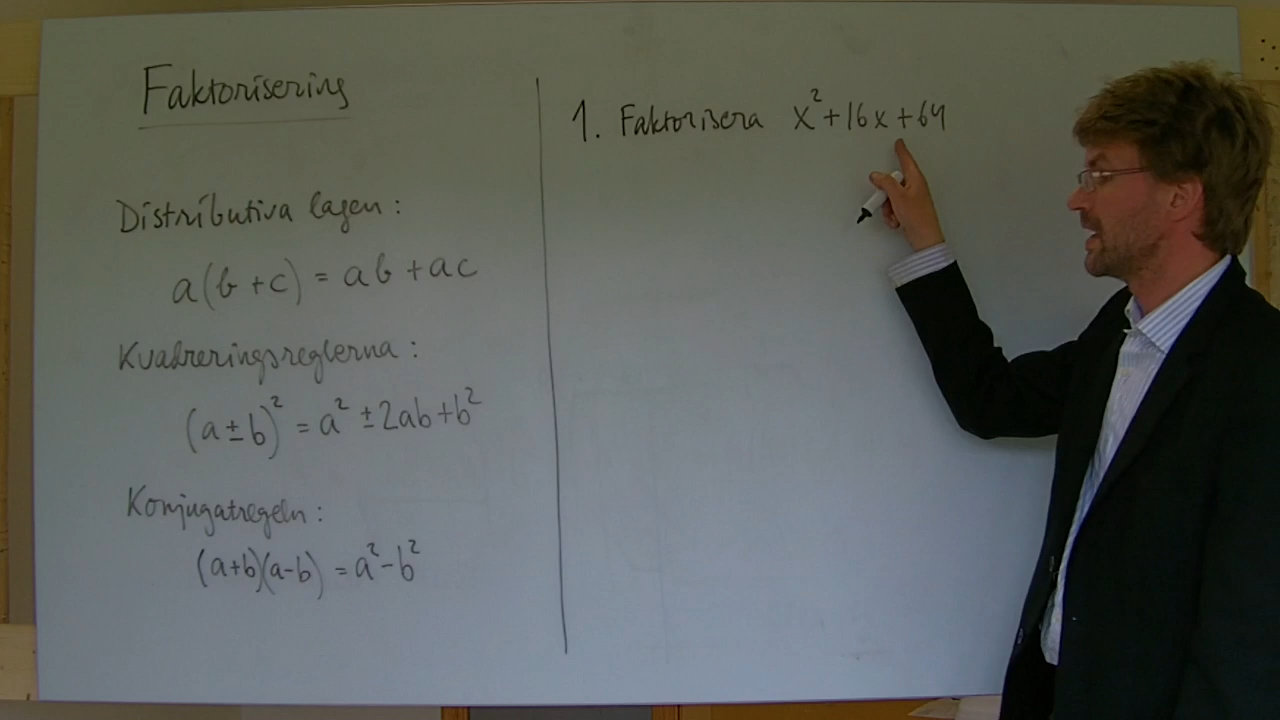 Faktorisering
Distributiva lagen:
a(b+c) = ab+ac
Kvadreringsreglerna:
(a±b)² = a² ±2ab+b²
Konjugatregeln:
(a+b)(a-b) = a²-b²
1. Faktorisera x²+16x+64